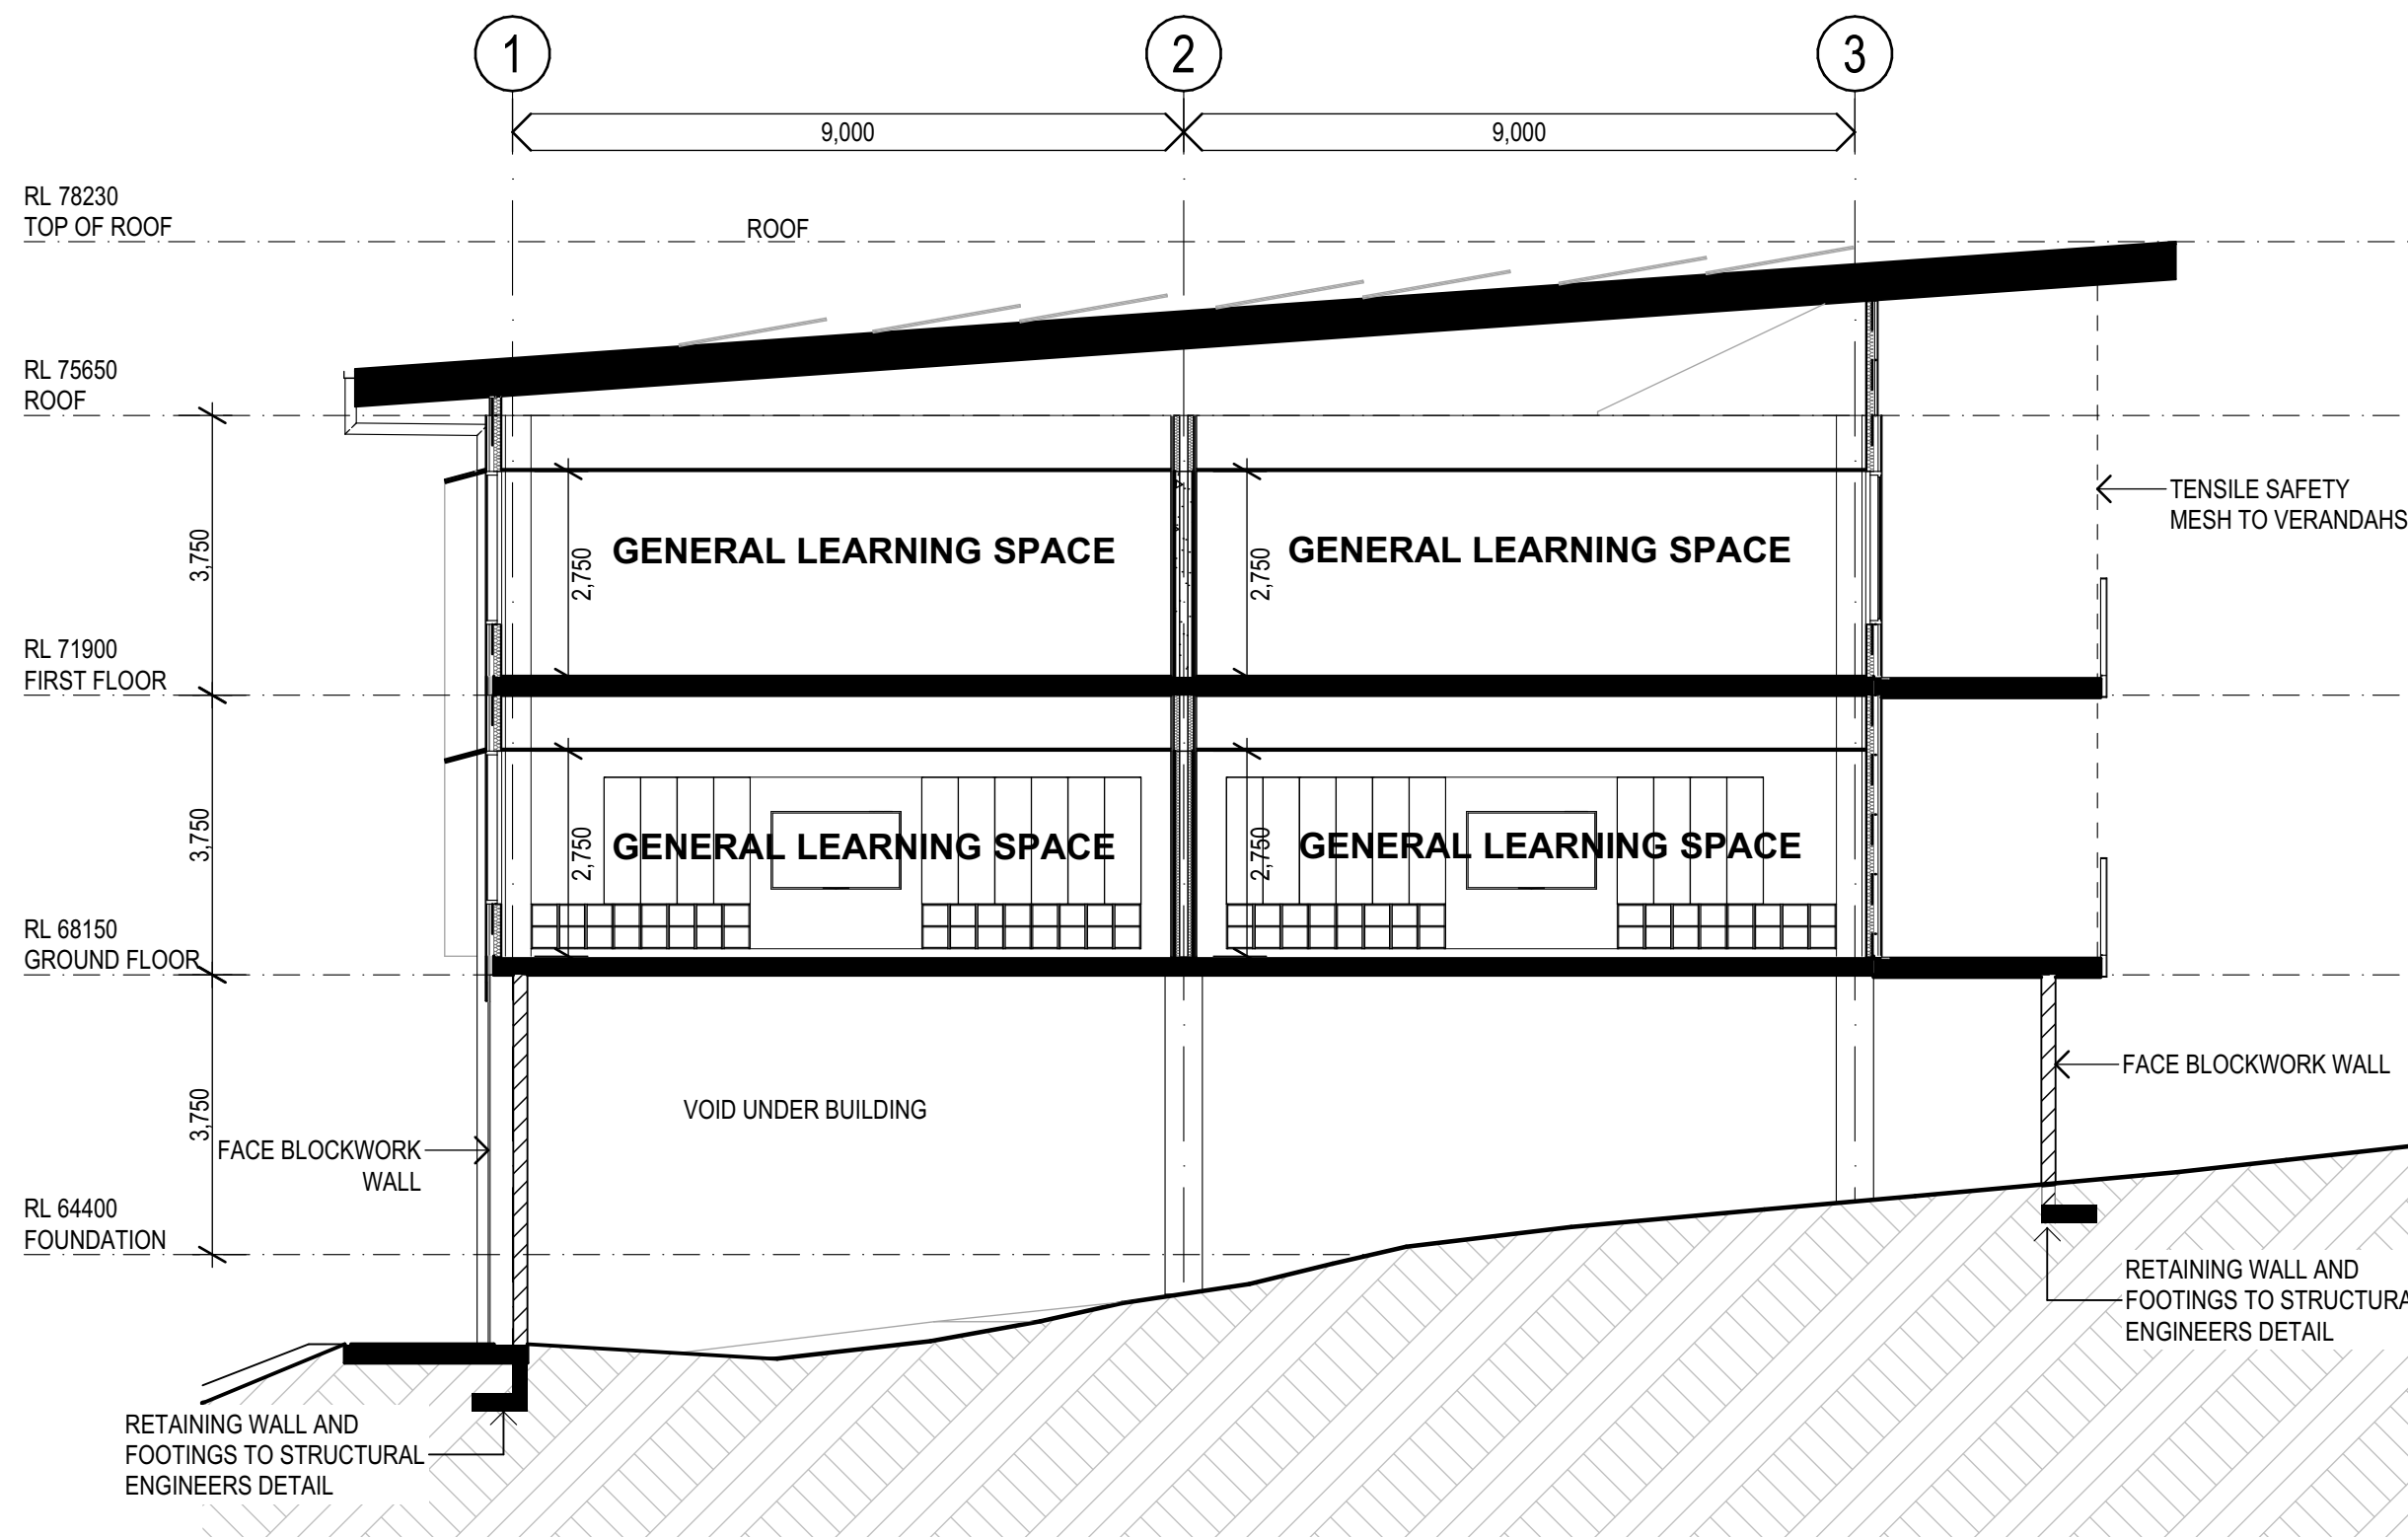 1
2
3
9,000
9,000
RL 78230
TOP OF ROOF
ROOF
RL 75650
ROOF
3,750
2,750
GENERAL LEARNING SPACE
2,750
GENERAL LEARNING SPACE
TENSILE SAFETY
MESH TO VERANDAHS
RL 71900
FIRST FLOOR
3,750
2,750
GENERAL LEARNING SPACE
2,750
GENERAL LEARNING SPACE
RL 68150
GROUND FLOOR
3,750
VOID UNDER BUILDING
FACE BLOCKWORK WALL
FACE BLOCKWORK
WALL
RL 64400
FOUNDATION
RETAINING WALL AND
FOOTINGS TO STRUCTURA
ENGINEERS DETAIL
RETAINING WALL AND
FOOTINGS TO STRUCTURAL
ENGINEERS DETAIL